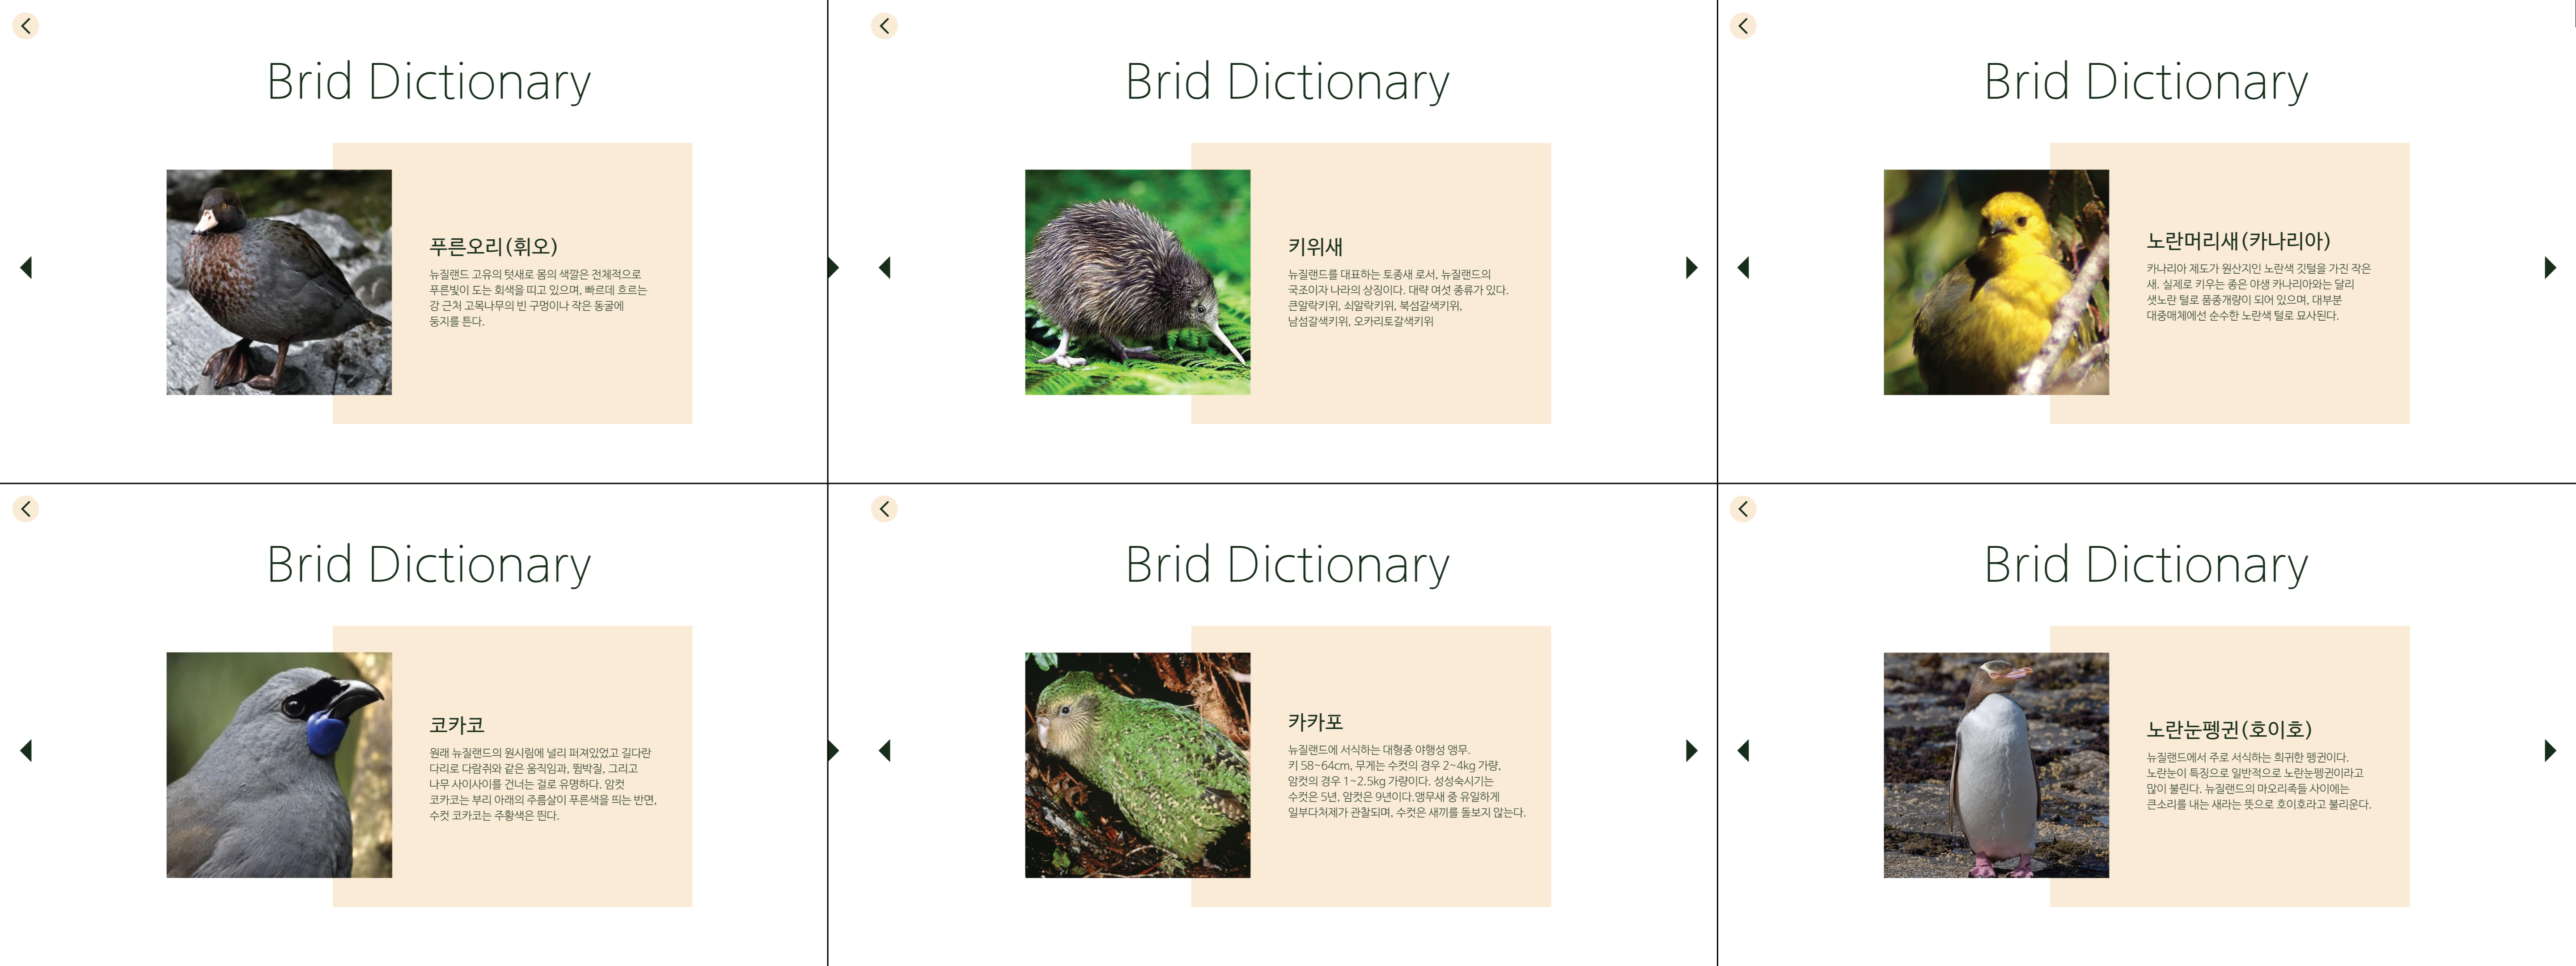 Brid Dictionary
푸른오리(휘오)
뉴질랜드 고유의 텃새로 몸의 색깔은 전체적으로
푸른빛이 도는 회색을 띠고 있으며, 빠르데 흐르는
강 근처 고목나무의 빈 구멍이나 작은 동굴에
둥지를 튼다.
Brid Dictionary
키위새
뉴질랜드를 대표하는 토종새 로서, 뉴질랜드의
국조이자 나라의 상징이다. 대략 여섯 종류가 있다.
큰알락키위, 쇠알락키위, 북섬갈색키위,
남섬갈색키위, 오카리토갈색키위
Brid Dictionary
노란머리새(카나리아)
카나리아 제도가 원산지인 노란색 깃털을 가진 작은
새. 실제로 키우는 종은 야생 카나리아와는 달리
샛노란 털로 품종개량이 되어 있으며, 대부분
대중매체에선 순수한 노란색 털로 묘사된다.
Brid Dictionary
코카코
원래 뉴질랜드의 원시림에 널리 퍼져있었고 길다란
다리로 다람쥐와 같은 움직임과, 뜀박질, 그리고
나무 사이사이를 건너는 걸로 유명하다. 암컷
코카코는 부리 아래의 주름살이 푸른색을 띄는 반면,
수컷 코카코는 주황색은 띈다.
Brid Dictionary
카카포
뉴질랜드에 서식하는 대형종 야행성 앵무.
키 58~64cm, 무게는 수컷의 경우 2~4kg 가량,
암컷의 경우 1~2.5kg 가량이다. 성성숙시기는
수컷은 5년, 암컷은 9년이다.앵무새 중 유일하게
일부다처제가 관찰되며, 수컷은 새끼를 돌보지 않는다.
Brid Dictionary
노란눈펭귄(호이호)
뉴질랜드에서 주로 서식하는 희귀한 펭귄이다.
노란눈이 특징으로 일반적으로 노란눈펭귄이라고
많이 불린다. 뉴질랜드의 마오리족들 사이에는
큰소리를 내는 새라는 뜻으로 호이호라고 불리운다.